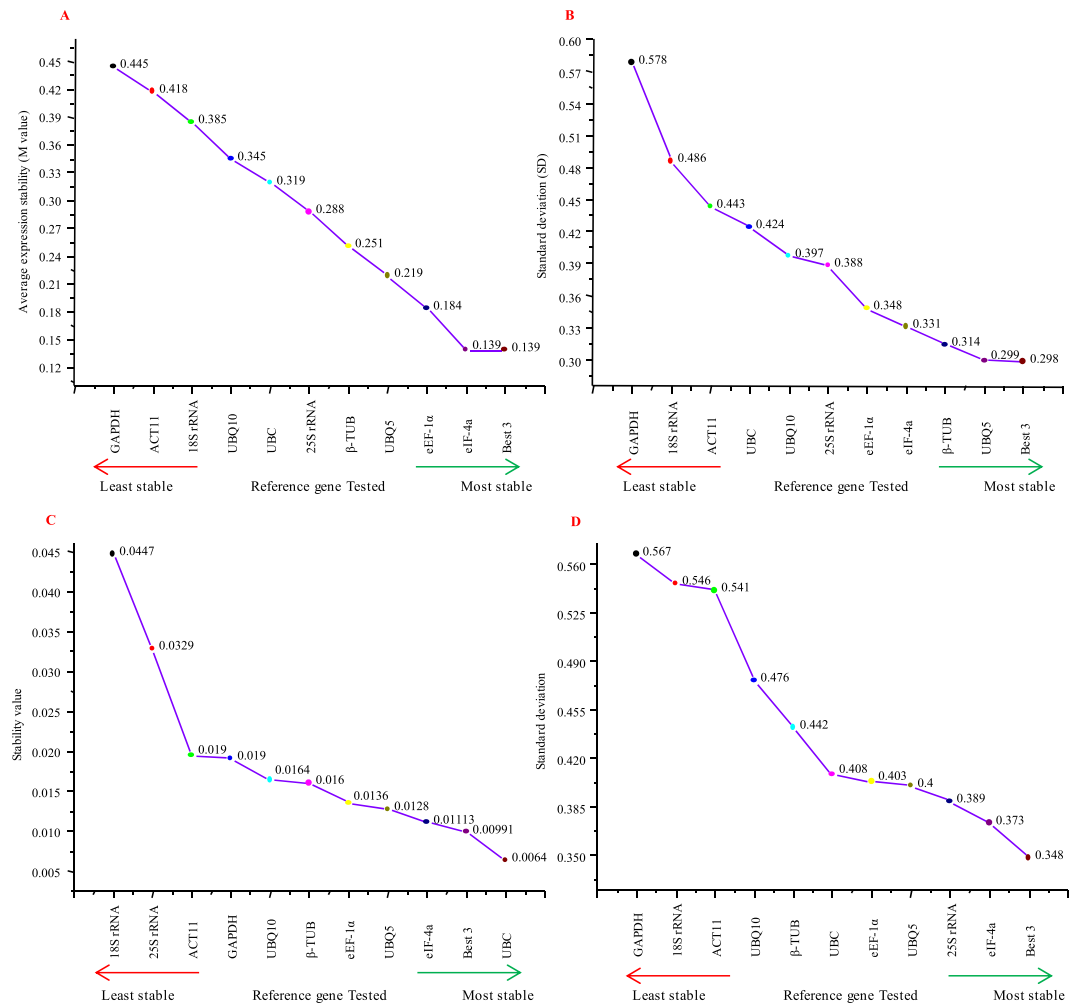 A
Average expression stability (M value)
0.45
0.42
0.39
0.36
0.33
0.30
0.27
0.24
0.21
0.18
0.15
0.12
0.445
0.418
0.385
0.345
0.319
0.288
0.251
0.219
0.184
0.139
0.139
GAPDH
ACT11
18S rRNA
UBQ10
UBC
25S rRNA
β-TUB
UBQ5
eEF-1α
eIF-4a
Best 3
Least stable
Reference gene Tested
Most stable
B
Standard deviation (SD)
0.60
0.57
0.54
0.51
0.48
0.45
0.42
0.39
0.36
0.33
0.30
0.578
0.486
0.443
0.424
0.397
0.388
0.348
0.331
0.314
0.299
0.298
GAPDH
18S rRNA
ACT11
UBC
UBQ10
25S rRNA
eEF-1α
eIF-4a
β-TUB
UBQ5
Best 3
Least stable
Reference gene Tested
Most stable
C
Stability value
0.045
0.040
0.035
0.030
0.025
0.020
0.015
0.010
0.005
0.0447
0.0329
0.019
0.019
0.0164
0.016
0.0136
0.0128
0.01113
0.00991
0.0064
18S rRNA
25S rRNA
ACT11
GAPDH
UBQ10
β-TUB
eEF-1α
UBQ5
eIF-4a
Best 3
UBC
Least stable
Reference gene Tested
Most stable
D
Standard deviation
0.560
0.525
0.490
0.455
0.420
0.385
0.350
0.567
0.546
0.541
0.476
0.442
0.408
0.403
0.4
0.389
0.373
0.348
GAPDH
18S rRNA
ACT11
UBQ10
β-TUB
UBC
eEF-1α
UBQ5
25S rRNA
eIF-4a
Best 3
Least stable
Reference gene Tested
Most stable